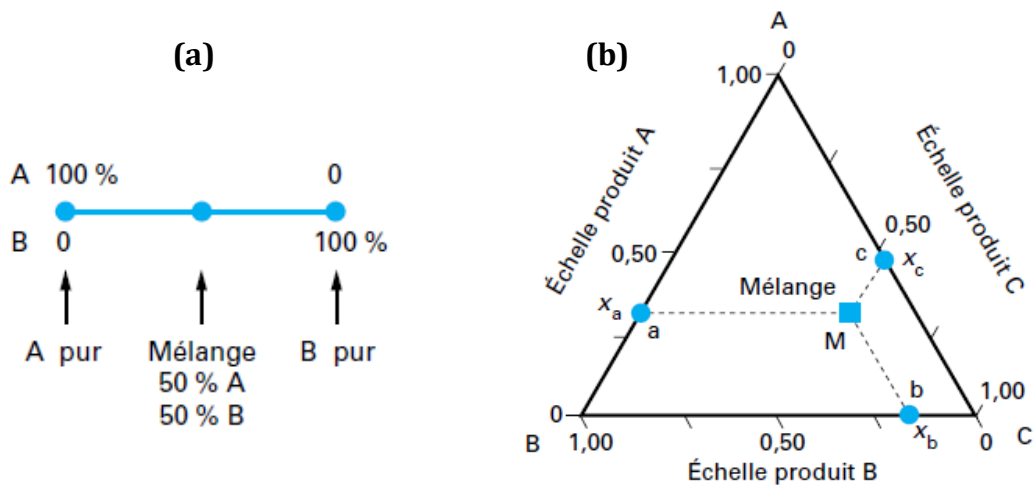 (a)
A 100 % 0
B 0 100 %
A pur Mélange B pur
50 % A
50 % B
(b)
A
0
1,00
Échelle produit A
Échelle produit C
0,50
0,50
c x_c
Mélange
x_a
a
M
b
1,00
0
B 1,00 0,50 x_b 0 C
Échelle produit B